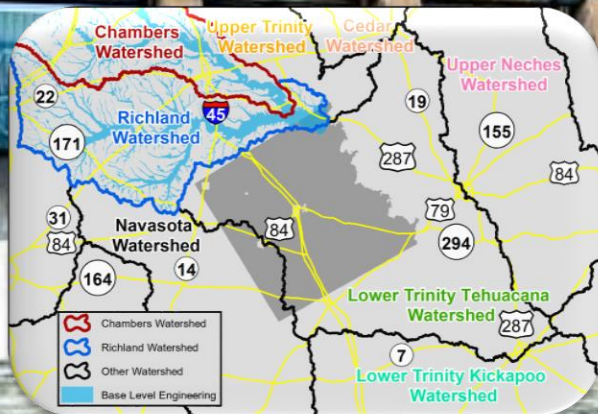 Chambers
Watershed
Upper Trinity
Watershed
Cedar
Watershed
Upper Neches
Watershed
22
Richland
Watershed
45
19
155
171
287
84
31
84
Navasota
Watershed
84
79
294
164
14
Lower Trinity Tehuacana
Watershed
287
7
Lower Trinity Kickapoo
Watershed
Chambers Watershed
Richland Watershed
Other Watershed
Base Level Engineering